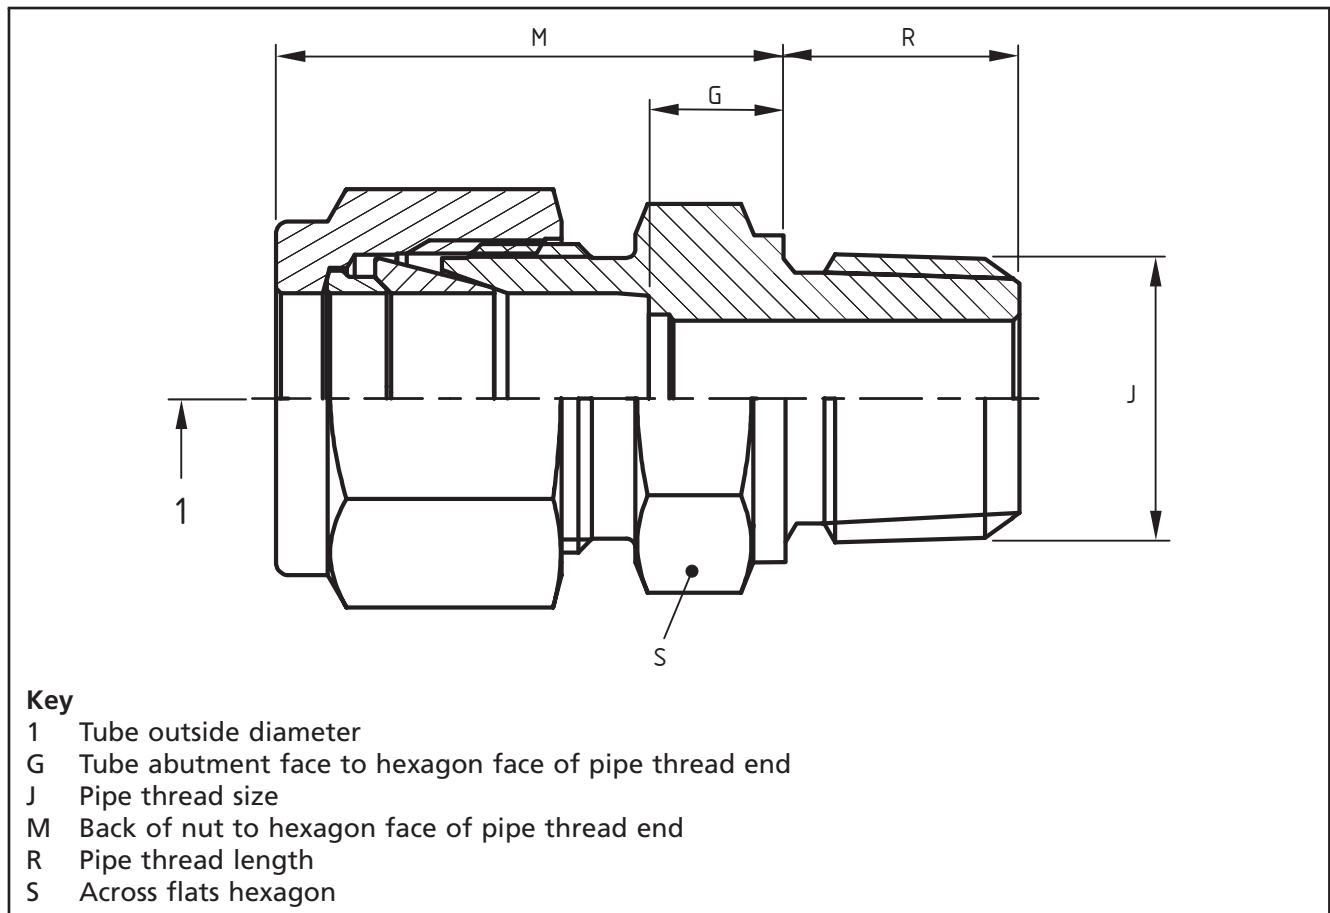 M
R
G
J
1
S
Key
1 Tube outside diameter
G Tube abutment face to hexagon face of pipe thread end
J Pipe thread size
M Back of nut to hexagon face of pipe thread end
R Pipe thread length
S Across flats hexagon